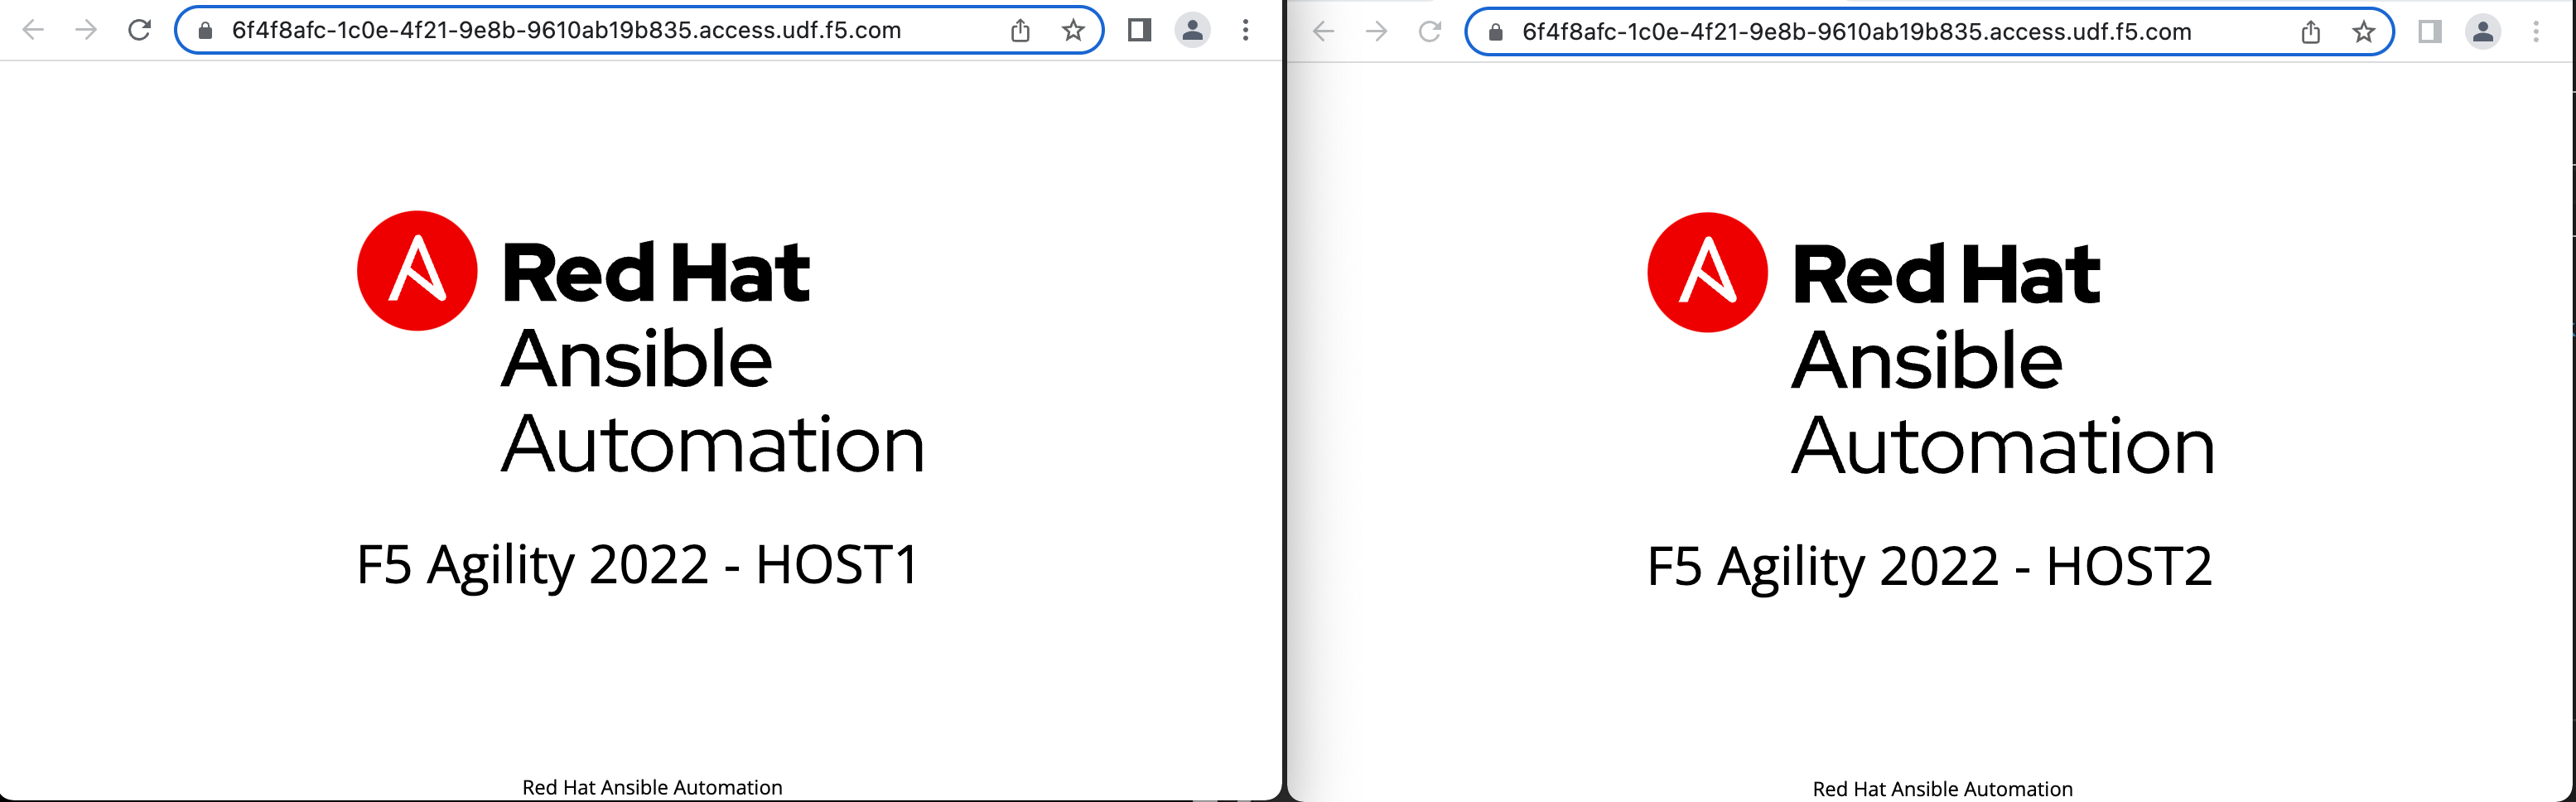 6f4f8afc-1c0e-4f21-9e8b-9610ab19b835.access.udf.f5.com
Red Hat
Ansible
Automation
F5 Agility 2022 - HOST1
Red Hat Ansible Automation
6f4f8afc-1c0e-4f21-9e8b-9610ab19b835.access.udf.f5.com
Red Hat
Ansible
Automation
F5 Agility 2022 - HOST2
Red Hat Ansible Automation